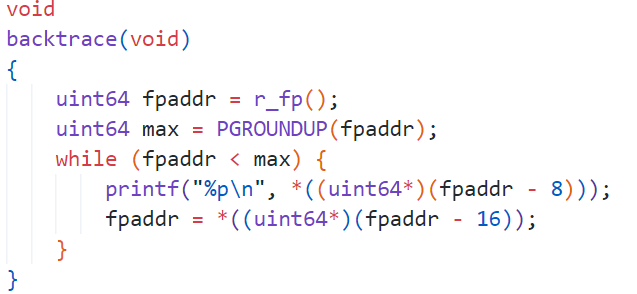 void
backtrace(void)
{
    uint64 fpaddr = r_fp();
    uint64 max = PGROUNDUP(fpaddr);
    while (fpaddr < max) {
        printf("%p\n", *((uint64*)(fpaddr - 8)));
        fpaddr = *((uint64*)(fpaddr - 16));
    }
}